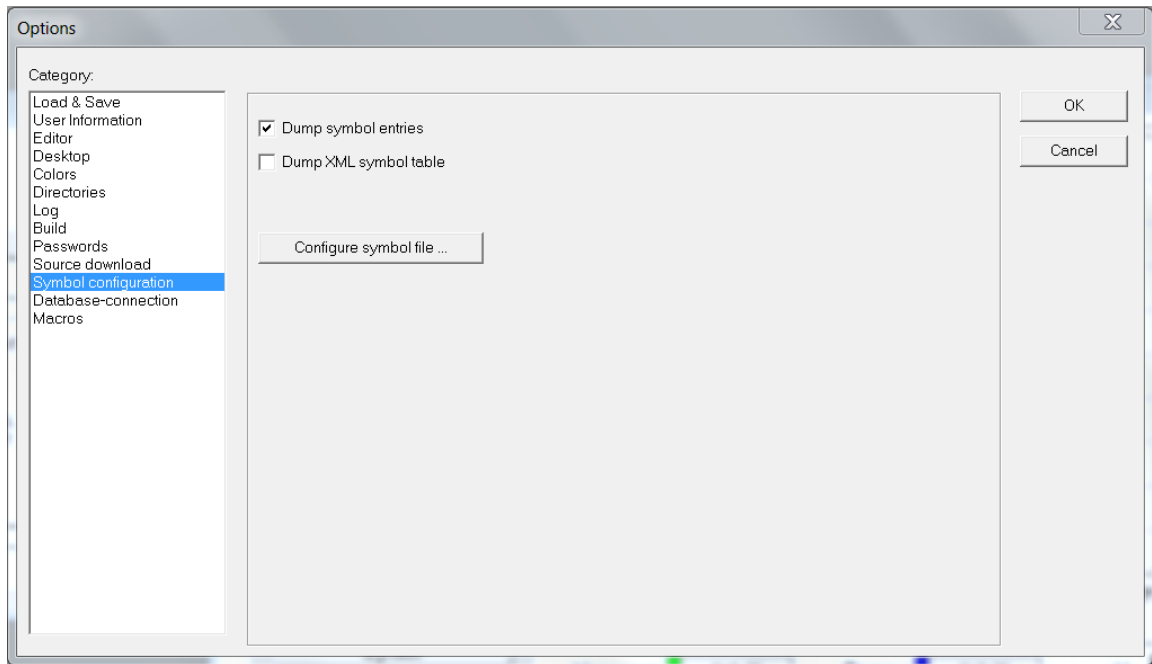 Options
Category:
Load & Save
User Information
Editor
Desktop
Colors
Directories
Log
Build
Passwords
Source download
Symbol configuration
Database-connection
Macros
Dump symbol entries
Dump XML symbol table
Configure symbol file ...
OK
Cancel